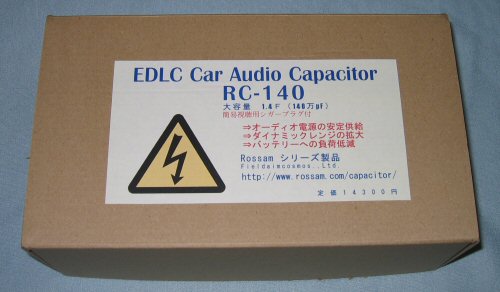 EDLC Car Audio Capacitor
RC-140
大容量 1.4F (140万pF)
簡易視聴用シガープラグ付
⇒オーディオ電源の安定供給
⇒ダイナミックレンジの拡大
⇒バッテリーへの負荷低減
Rossam シリーズ製品
Fieldaimcosmos.,Ltd.
http://www.rossam.com/capacitor/
定価14300円